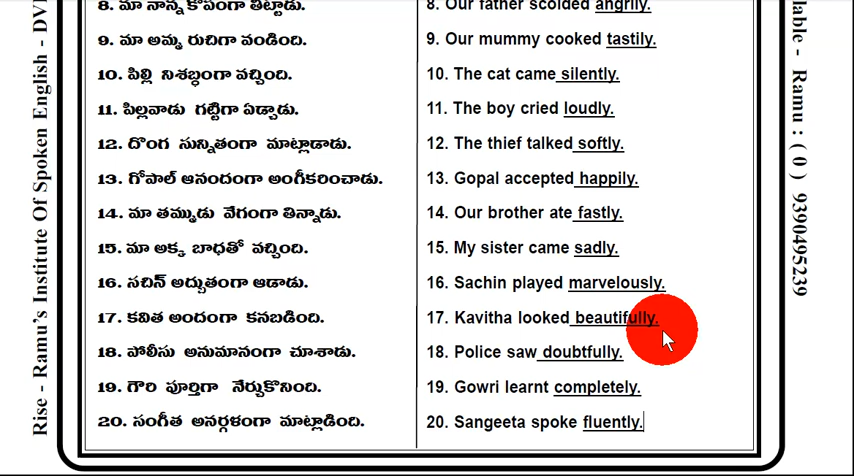 Rise - Ramu's Institute Of Spoken English - DV
8. మా నాన్న కోపంగా తిట్టాడు. 8. Our father scolded angrily.
9. మా అమ్మ రుచిగా వండింది. 9. Our mummy cooked tastily.
10. పిల్లి నిశబ్ధంగా వచ్చింది. 10. The cat came silently.
11. పిల్లవాడు గట్టిగా ఏడ్చాడు. 11. The boy cried loudly.
12. దొంగ సున్నితంగా మాట్లాడాడు. 12. The thief talked softly.
13. గోపాల్ ఆనందంగా అంగీకరించాడు. 13. Gopal accepted happily.
14. మా తమ్ముడు వేగంగా తిన్నాడు. 14. Our brother ate fastly.
15. మా అక్క బాధతో వచ్చింది. 15. My sister came sadly.
16. సచిన్ అద్భుతంగా ఆడాడు. 16. Sachin played marvelously.
17. కవిత అందంగా కనబడింది. 17. Kavitha looked beautifully.
18. పోలీసు అనుమానంగా చూశాడు. 18. Police saw doubtfully.
19. గౌరి పూర్తిగా నేర్చుకొనింది. 19. Gowri learnt completely.
20. సంగీత అనర్గళంగా మాట్లాడింది. 20. Sangeeta spoke fluently.
lable - Ramu : ( 0 ) 9390495239